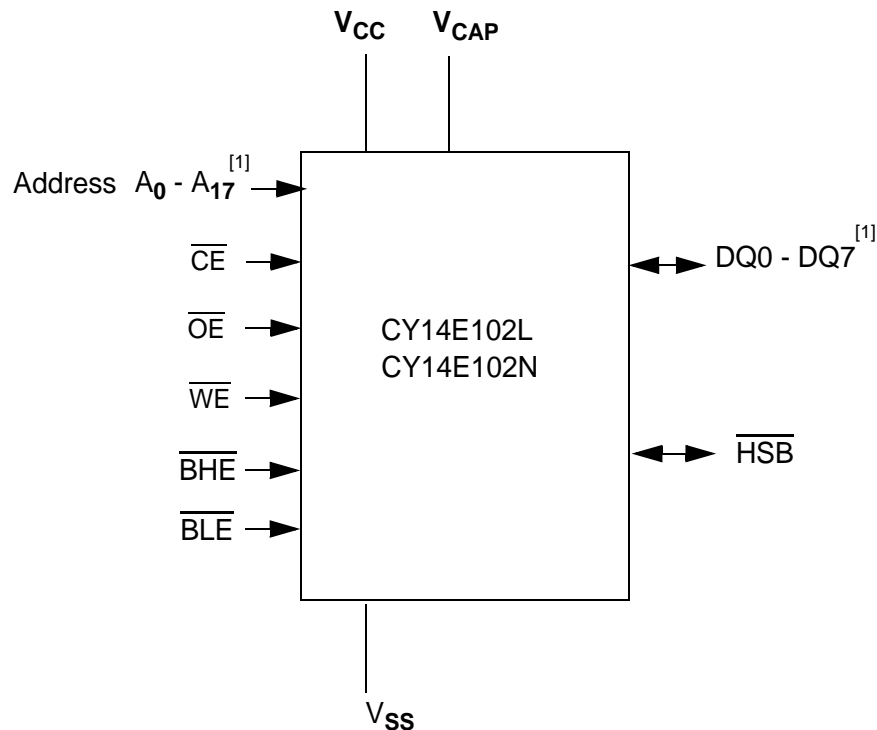 VCC VCAP
Address A0 - A17[1]
CE
DQ0 - DQ7[1]
OE
CY14E102L
CY14E102N
WE
HSB
BHE
BLE
VSS